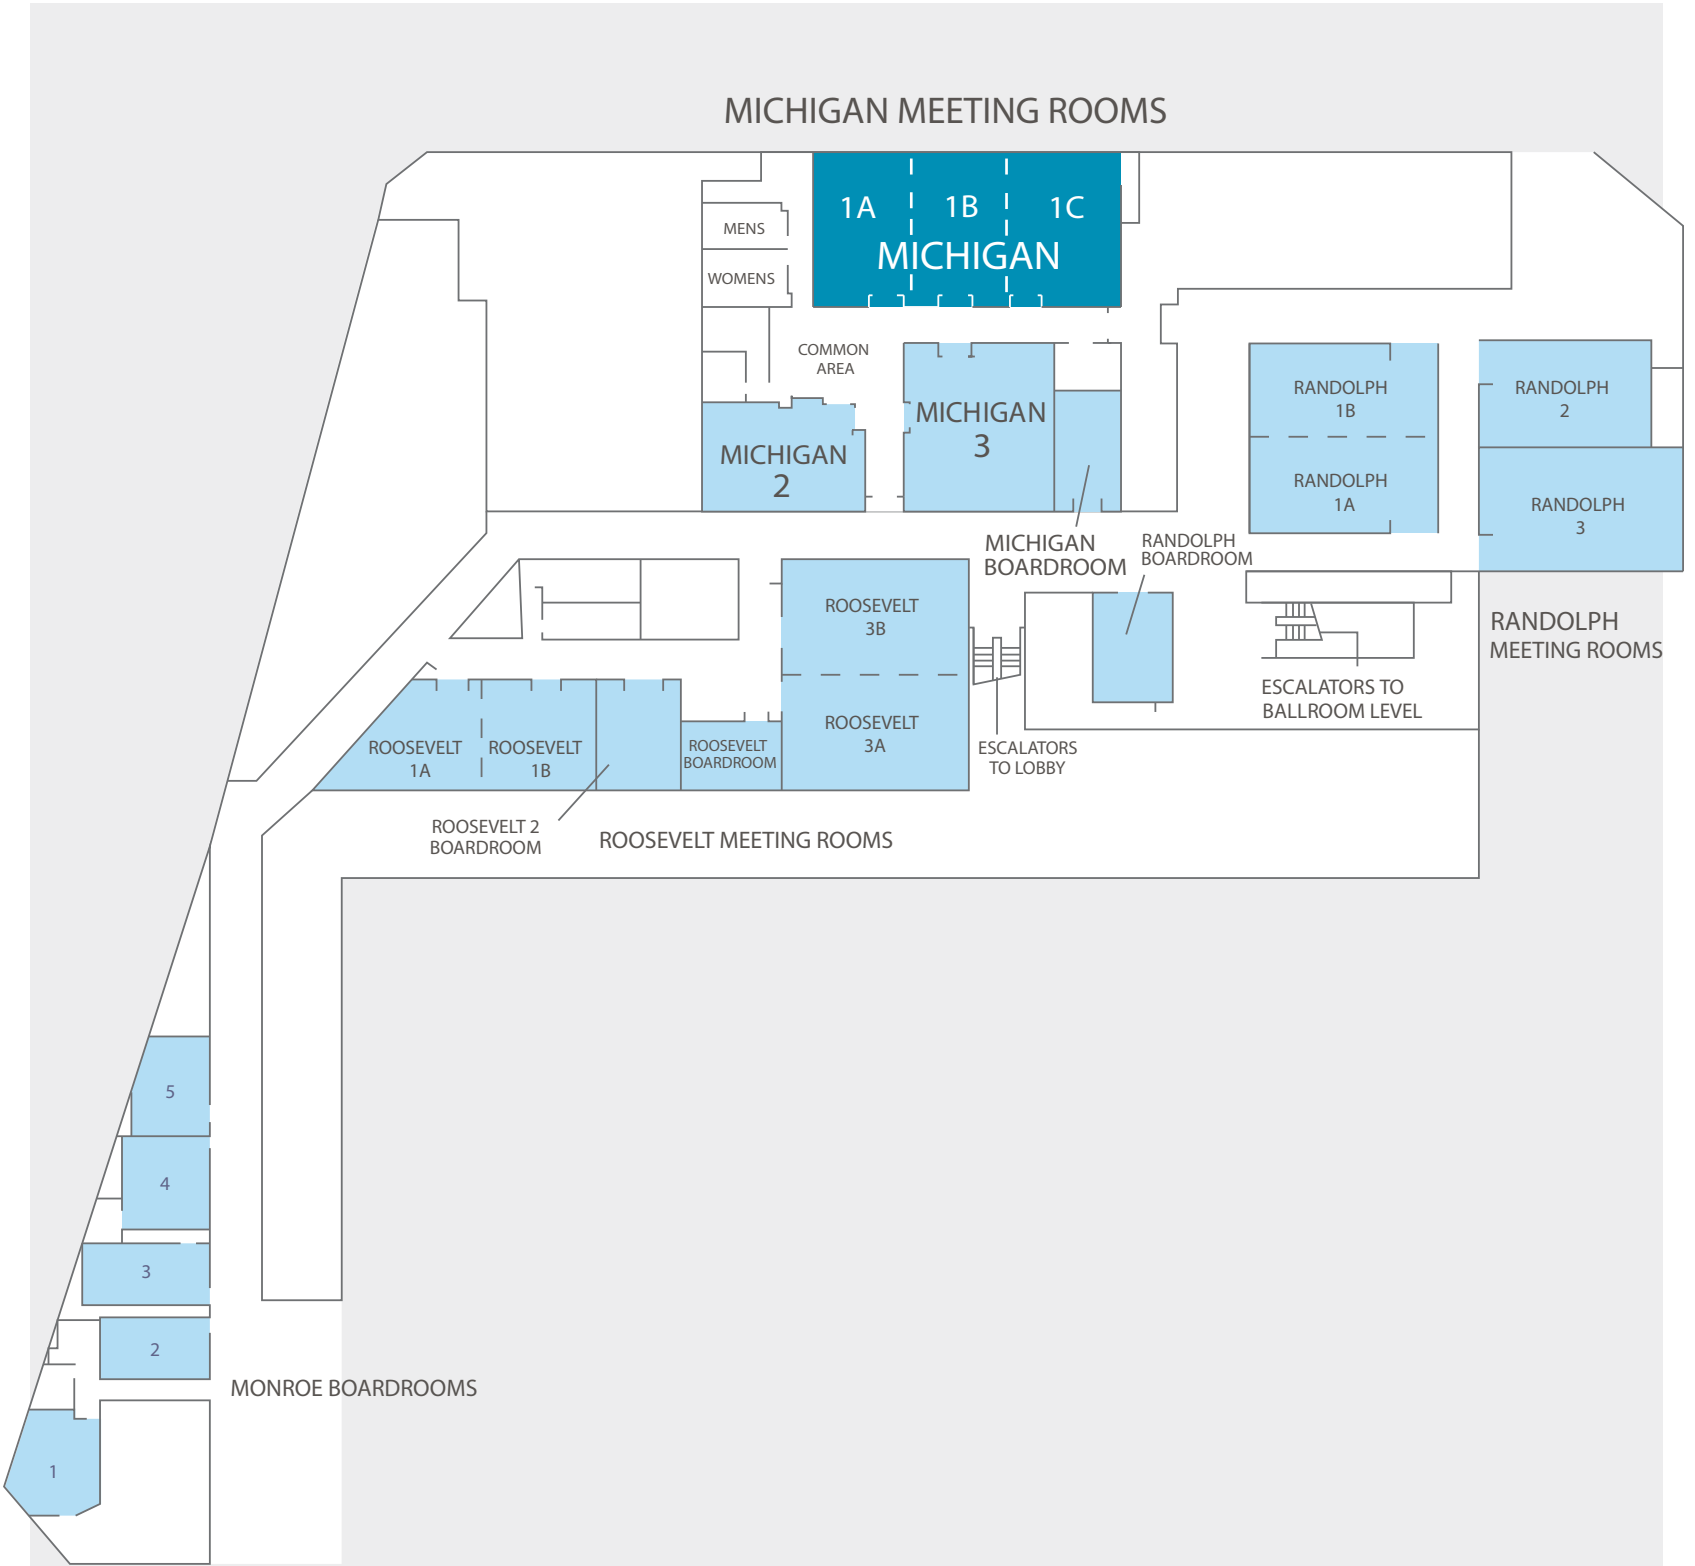 MICHIGAN MEETING ROOMS
1A
1B
1C
MICHIGAN
MENS
WOMENS
COMMON
AREA
MICHIGAN
2
MICHIGAN
3
MICHIGAN
BOARDROOM
RANDOLPH
1B
RANDOLPH
1A
RANDOLPH
2
RANDOLPH
3
RANDOLPH
BOARDROOM
RANDOLPH
MEETING ROOMS
ESCALATORS TO
BALLROOM LEVEL
ROOSEVELT
3B
ROOSEVELT
3A
ESCALATORS
TO LOBBY
ROOSEVELT
1A
ROOSEVELT
1B
ROOSEVELT
BOARDROOM
ROOSEVELT 2
BOARDROOM
ROOSEVELT MEETING ROOMS
5
4
3
2
MONROE BOARDROOMS
1